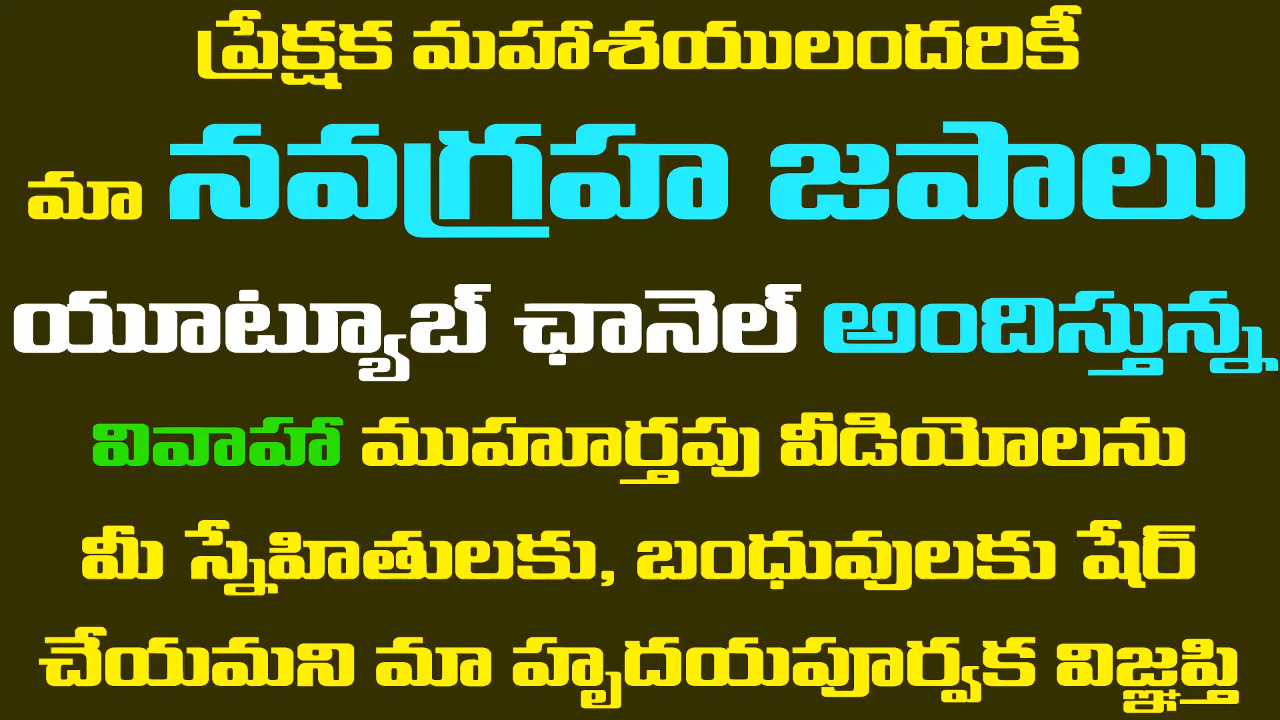 ప్రేక్షక మహాశయులందరికీ
మా నవగ్రహ జపాలు
యూట్యూబ్ ఛానెల్ అందిస్తున్న
వివాహా ముహూర్తపు వీడియోలను
మీ స్నేహితులకు, బంధువులకు షేర్
చేయమని మా హృదయపూర్వక విజ్ఞప్తి